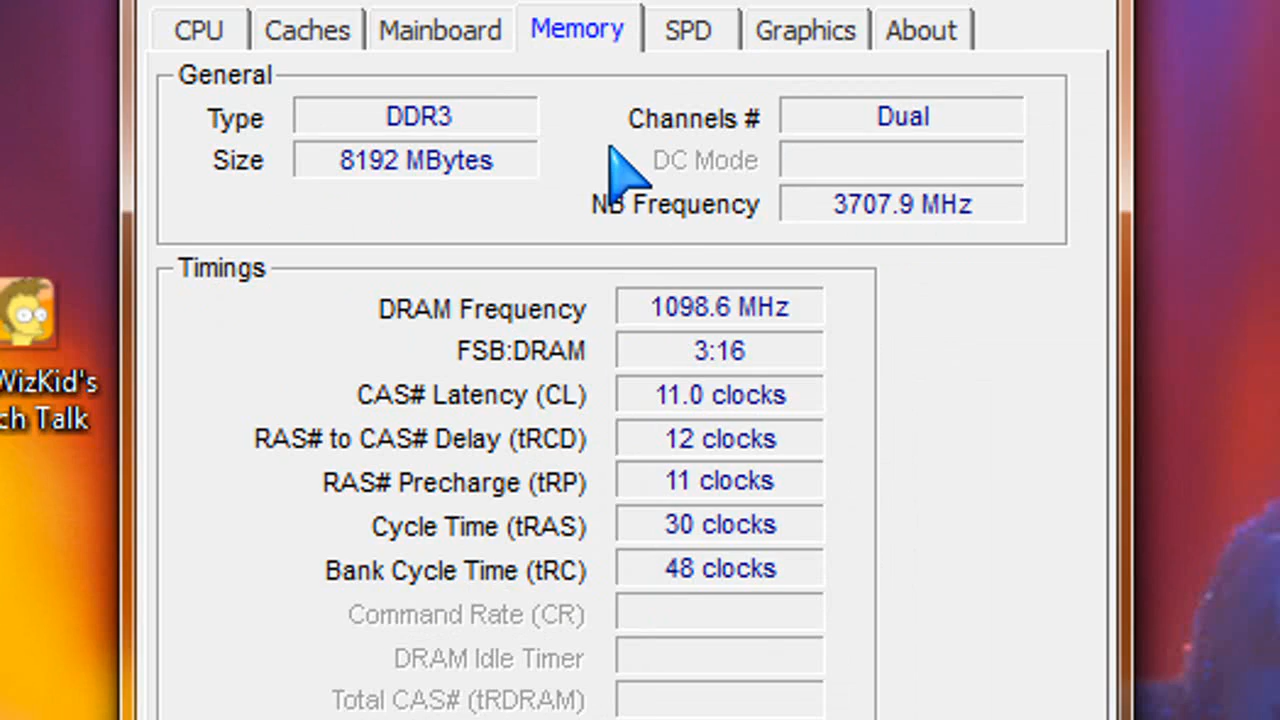 CPU Caches Mainboard Memory SPD Graphics About
General
Type DDR3 Channels # Dual
Size 8192 MBytes DC Mode
NB Frequency 3707.9 MHz
Timings
DRAM Frequency 1098.6 MHz
FSB:DRAM 3:16
CAS# Latency (CL) 11.0 clocks
RAS# to CAS# Delay (tRCD) 12 clocks
RAS# Precharge (tRP) 11 clocks
Cycle Time (tRAS) 30 clocks
Bank Cycle Time (tRC) 48 clocks
Command Rate (CR)
DRAM Idle Timer
Total CAS# (tRDRAM)
WizKid's
ch Talk